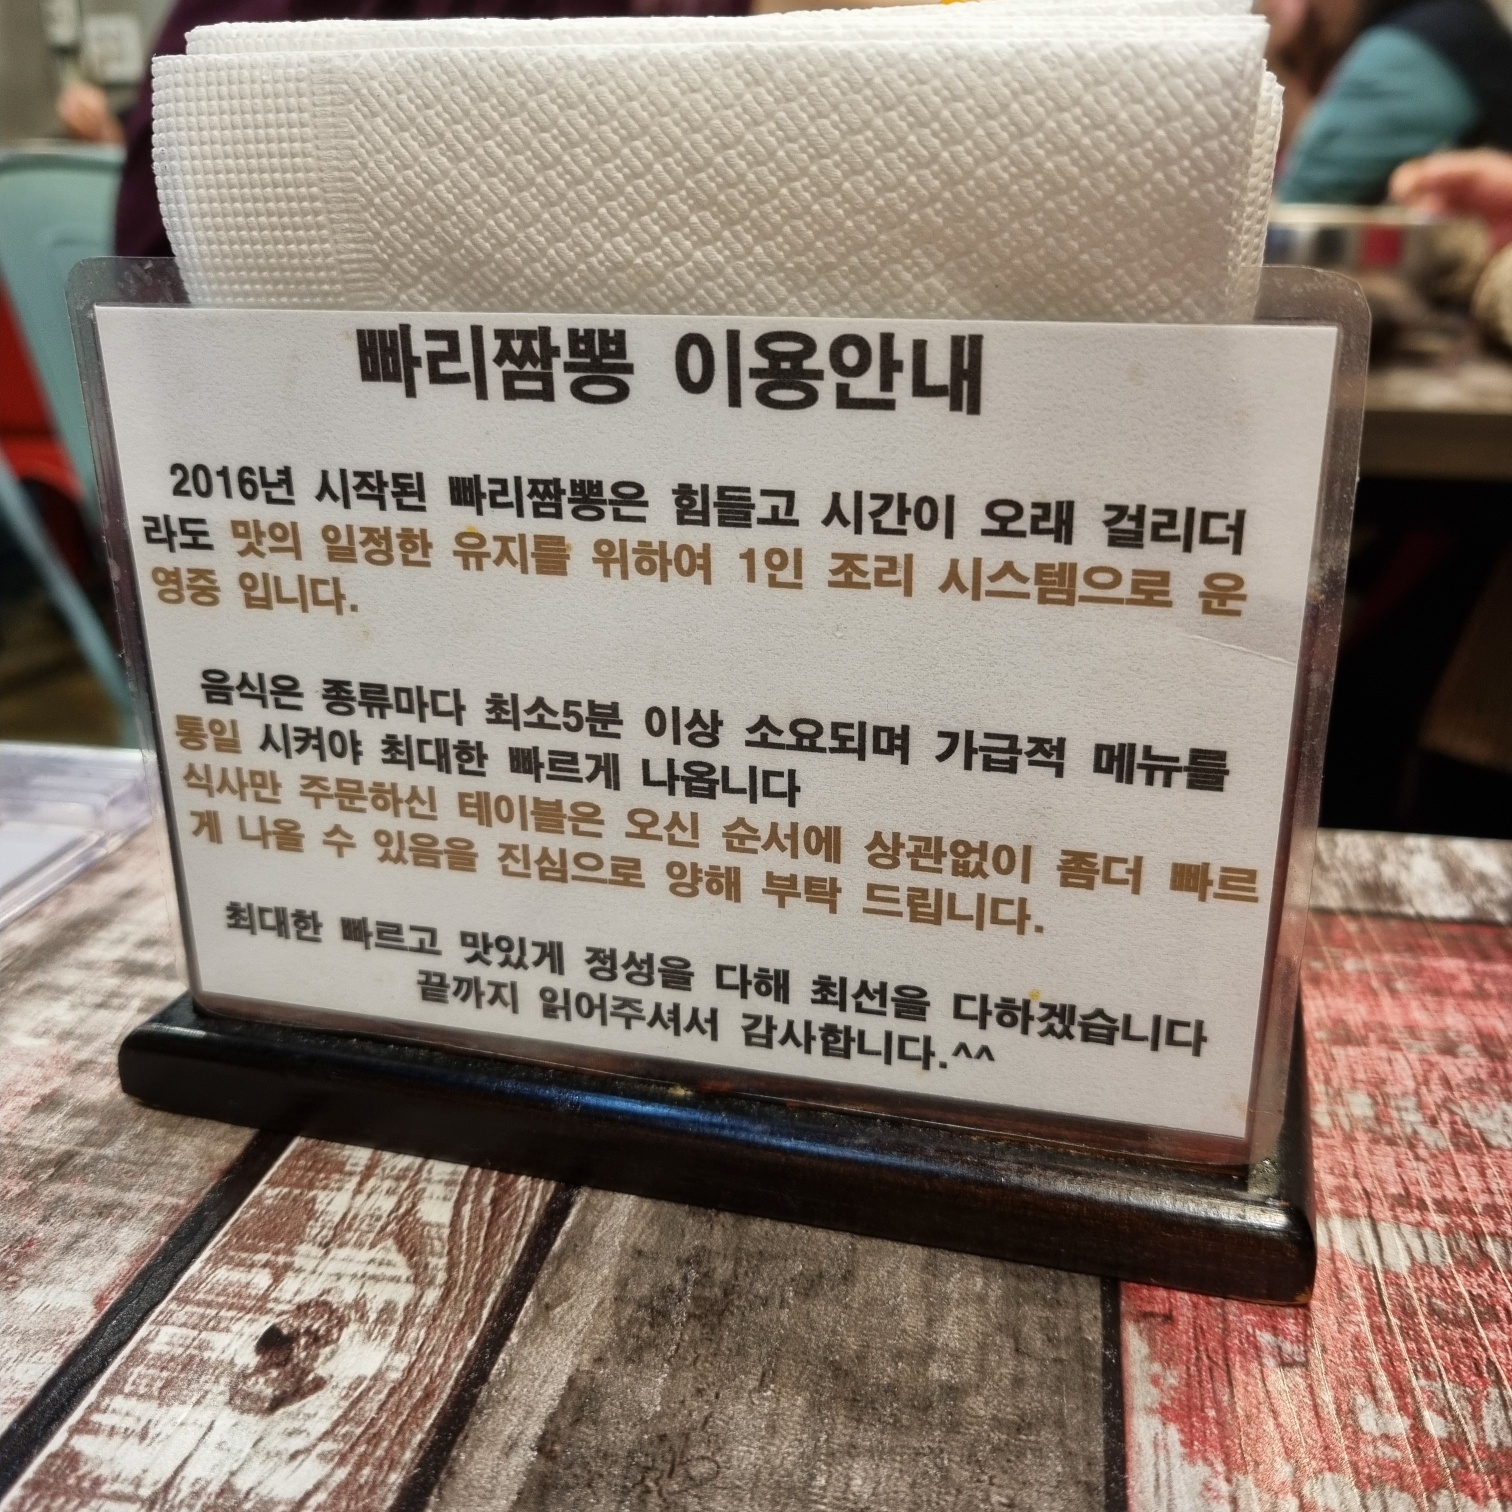 빠리짬뽕 이용안내
2016년 시작된 빠리짬뽕은 힘들고 시간이 오래 걸리더
라도 맛의 일정한 유지를 위하여 1인 조리 시스템으로 운
영중 입니다.
음식은 종류마다 최소5분 이상 소요되며 가급적 메뉴를
통일 시켜야 최대한 빠르게 나옵니다
식사만 주문하신 테이블은 오신 순서에 상관없이 좀더 빠르
게 나올 수 있음을 진심으로 양해 부탁 드립니다.
최대한 빠르고 맛있게 정성을 다해 최선을 다하겠습니다
끝까지 읽어주셔서 감사합니다.^^